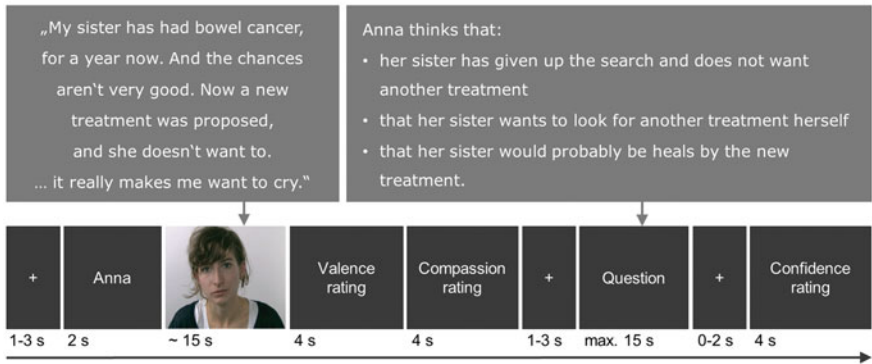 „My sister has had bowel cancer,
for a year now. And the chances
aren‘t very good. Now a new
treatment was proposed,
and she doesn‘t want to.
… it really makes me want to cry.“
Anna thinks that:
• her sister has given up the search and does not want
another treatment
• that her sister wants to look for another treatment herself
• that her sister would probably be heals by the new
treatment.
+
Anna
Valence
rating
Compassion
rating
+
Question
+
Confidence
rating
1-3 s
2 s
~ 15 s
4 s
4 s
1-3 s
max. 15 s
0-2 s
4 s